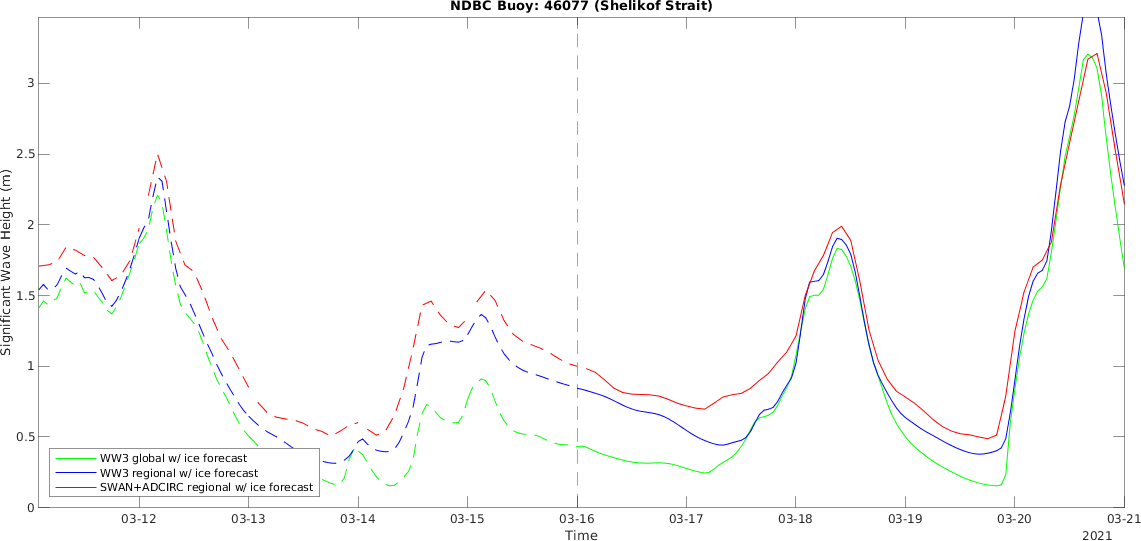 NDBC Buoy: 46077 (Shelikof Strait)
Significant Wave Height (m)
3
2.5
2
1.5
1
0.5
0
WW3 global w/ ice forecast
WW3 regional w/ ice forecast
SWAN+ADCIRC regional w/ ice forecast
03-12 03-13 03-14 03-15 03-16 03-17 03-18 03-19 03-20 03-21
Time
2021